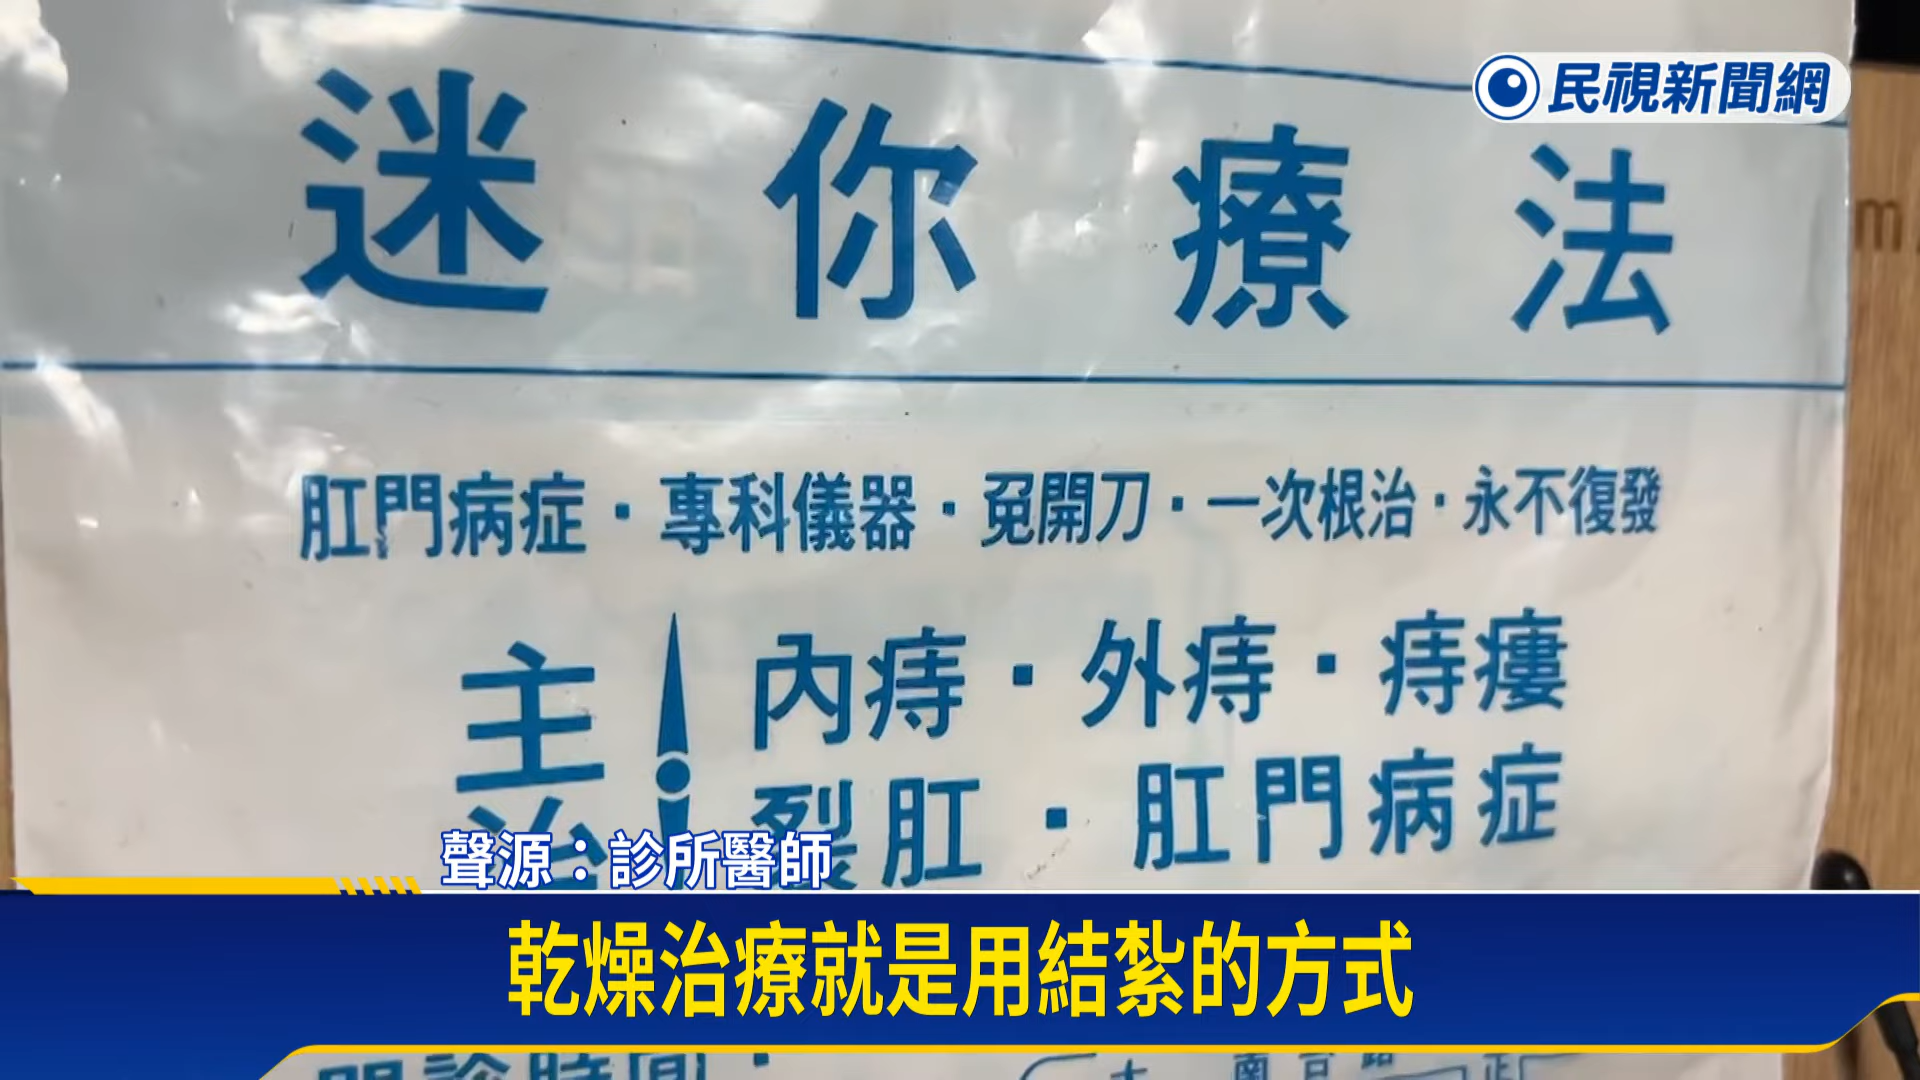 民視新聞網
迷你療法
肛門病症・專科儀器・免開刀・一次根治・永不復發
主治
內痔・外痔・痔瘻
裂肛・肛門病症
聲源：診所醫師
乾燥治療就是用結紮的方式